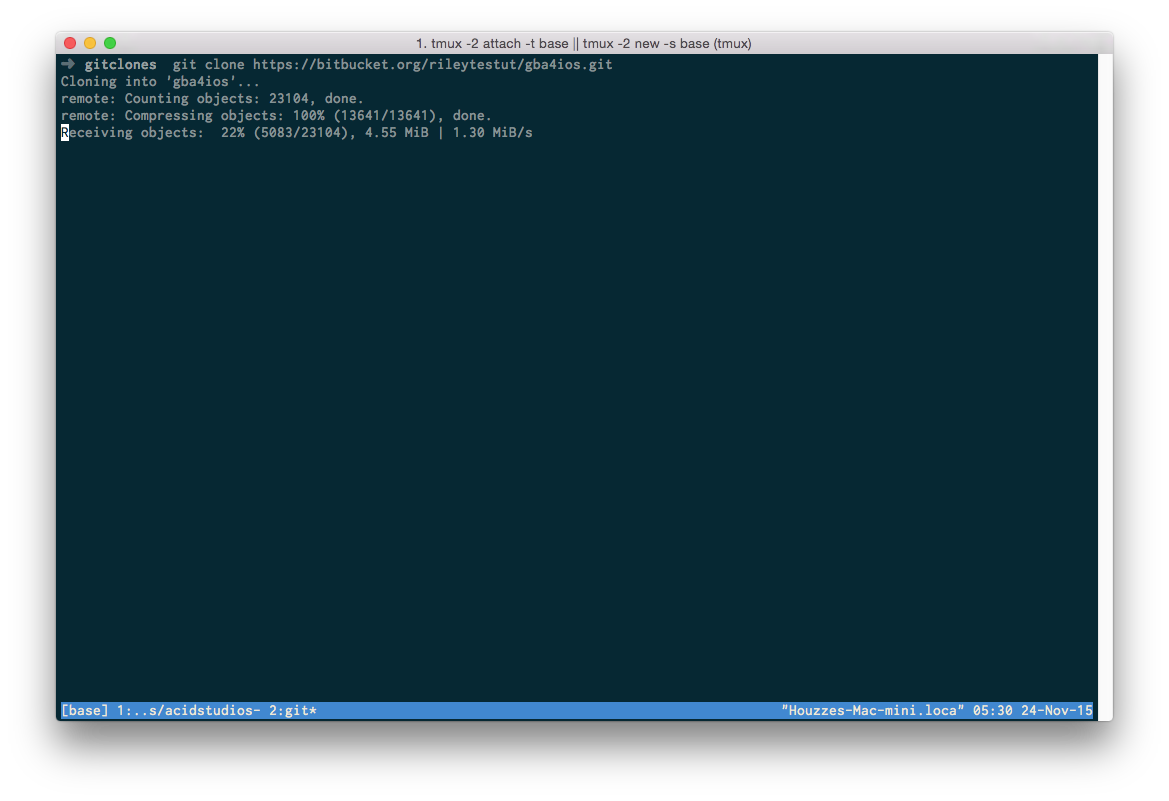 1. tmux -2 attach -t base || tmux -2 new -s base (tmux)
➜ gitclones git clone https://bitbucket.org/rileytestut/gba4ios.git
Cloning into 'gba4ios'...
remote: Counting objects: 23104, done.
remote: Compressing objects: 100% (13641/13641), done.
Receiving objects:  22% (5083/23104), 4.55 MiB | 1.30 MiB/s
[base] 1:..s/acidstudios- 2:git* "Houzzes-Mac-mini.loca" 05:30 24-Nov-15